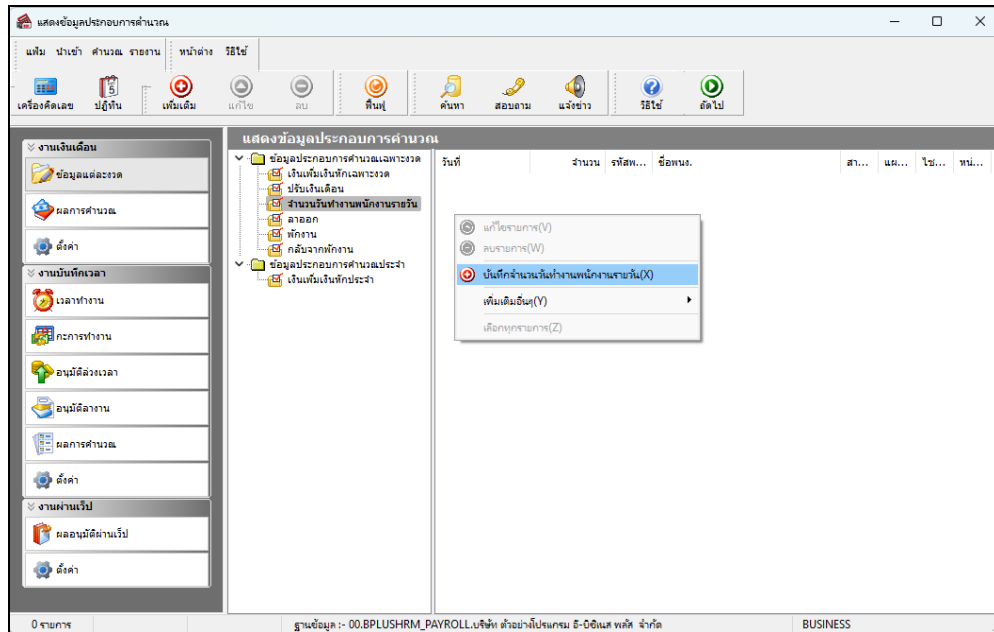 แสดงข้อมูลประกอบการคำนวณ
แฟ้ม นำเข้า คำนวณ รายงาน หน้าต่าง วิธีใช้
เครื่องคิดเลข ปฏิทิน เพิ่มเติม แก้ไข ลบ ฟื้นฟู ค้นหา สอบถาม แจ้งข่าว วิธีใช้ ถัดไป
งานเงินเดือน
ข้อมูลแต่ละงวด
ผลการคำนวณ
ตั้งค่า
งานบันทึกเวลา
เวลาทำงาน
กะการทำงาน
อนุมัติล่วงเวลา
อนุมัติลางาน
ผลการคำนวณ
ตั้งค่า
งานผ่านเว็ป
ผลอนุมัติผ่านเว็ป
ตั้งค่า
แสดงข้อมูลประกอบการคำนวณ
ข้อมูลประกอบการคำนวณเฉพาะงวด
เงินเพิ่มเงินหักเฉพาะงวด
ปรับเงินเดือน
จำนวนวันทำงานพนักงานรายวัน
ลาออก
พักงาน
กลับจากพักงาน
ข้อมูลประกอบการคำนวณประจำ
เงินเพิ่มเงินหักประจำ
วันที่ จำนวน รหัสพ... ชื่อพนง. สา... แผ... ไซ... หน่...
แก้ไขรายการ(V)
ลบรายการ(W)
บันทึกจำนวนวันทำงานพนักงานรายวัน(X)
เพิ่มเติมอื่นๆ(Y)
เลือกทุกรายการ(Z)
0 รายการ ฐานข้อมูล :- 00.BPLUSHRM_PAYROLL.บริษัท ตัวอย่างโปรแกรม อี-บิซิเนส พลัส จำกัด BUSINESS